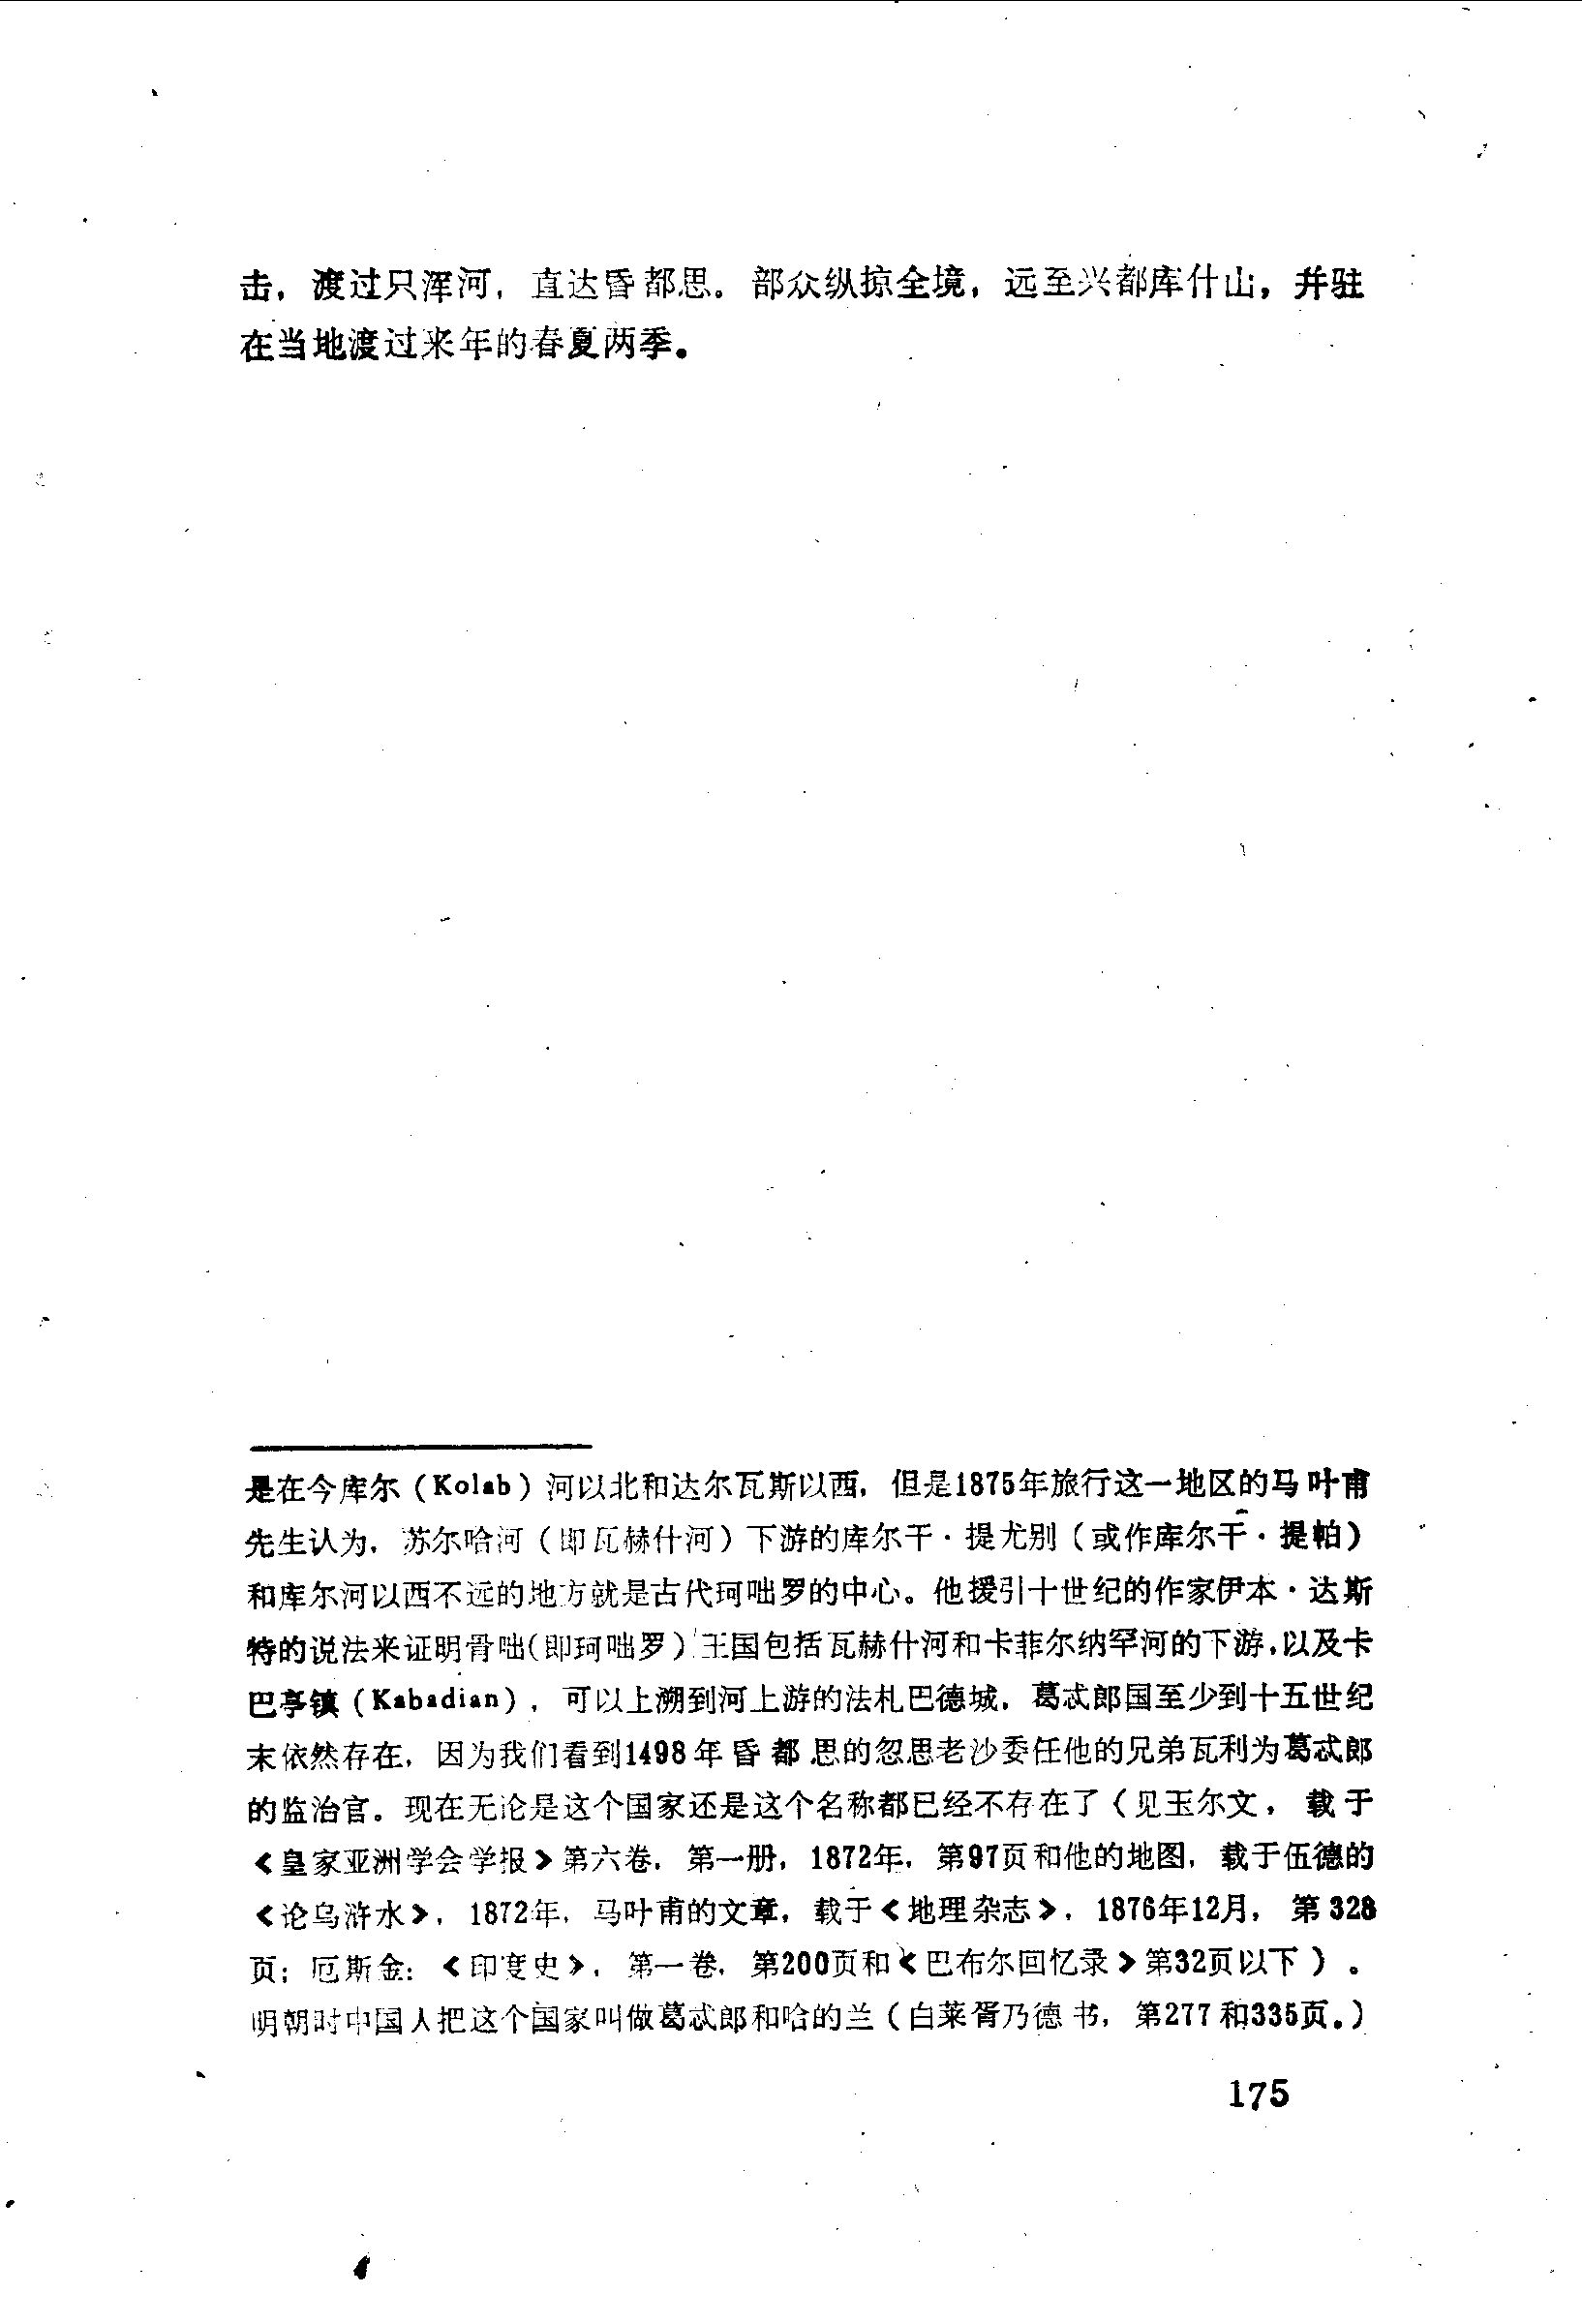 击，渡过只浑河，直达昏都思。部众纵掠全境，远至兴都库什山，并驻
在当地渡过来年的春夏两季。
是在今库尔（Kolab）河以北和达尔瓦斯以西，但是1875年旅行这一地区的马叶甫
先生认为，苏尔哈河（即瓦赫什河）下游的库尔干·提尤别（或作库尔干·提帕）
和库尔河以西不远的地方就是古代珂咄罗的中心。他援引十世纪的作家伊本·达斯
特的说法来证明骨咄(即珂咄罗)王国包括瓦赫什河和卡菲尔纳罕河的下游，以及卡
巴亭镇（Kabadian），可以上溯到河上游的法札巴德城，葛忒郎国至少到十五世纪
末依然存在，因为我们看到1498年昏都思的忽思老沙委任他的兄弟瓦利为葛忒郎
的监治官。现在无论是这个国家还是这个名称都已经不存在了（见玉尔文，载于
《皇家亚洲学会学报》第六卷，第一册，1872年，第97页和他的地图，载于伍德的
《论乌浒水》，1872年，马叶甫的文章，载于《地理杂志》，1876年12月，第328
页；厄斯金：《印度史》，第一卷，第200页和《巴布尔回忆录》第32页以下）。
明朝时中国人把这个国家叫做葛忒郎和哈的兰（白莱胥乃德书，第277和335页。）
175